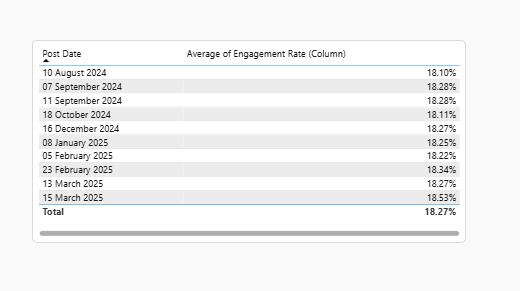 Post Date Average of Engagement Rate (Column)
10 August 2024 18.10%
07 September 2024 18.28%
11 September 2024 18.28%
18 October 2024 18.11%
16 December 2024 18.27%
08 January 2025 18.25%
05 February 2025 18.22%
23 February 2025 18.34%
13 March 2025 18.27%
15 March 2025 18.53%
Total 18.27%